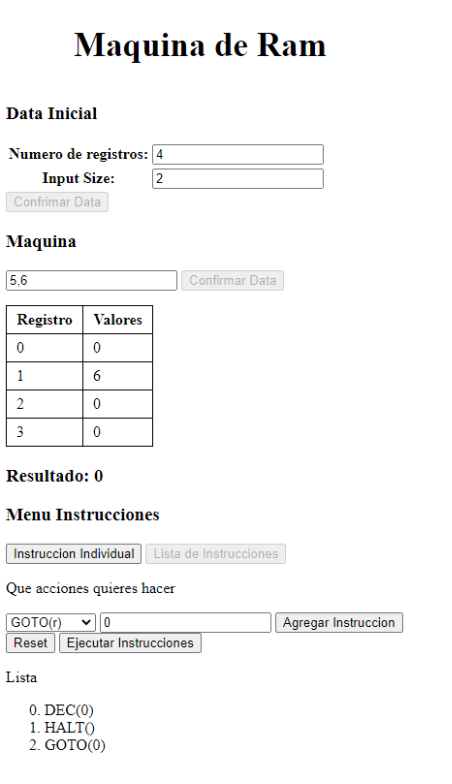 Maquina de Ram
Data Inicial
Numero de registros: 4
Input Size: 2
Confrimar Data
Maquina
5,6 Confirmar Data
Registro Valores
0 0
1 6
2 0
3 0
Resultado: 0
Menu Instrucciones
Instruccion Individual Lista de Instrucciones
Que acciones quieres hacer
GOTO(r) 0 Agregar Instruccion
Reset Ejecutar Instrucciones
Lista
0. DEC(0)
1. HALT()
2. GOTO(0)